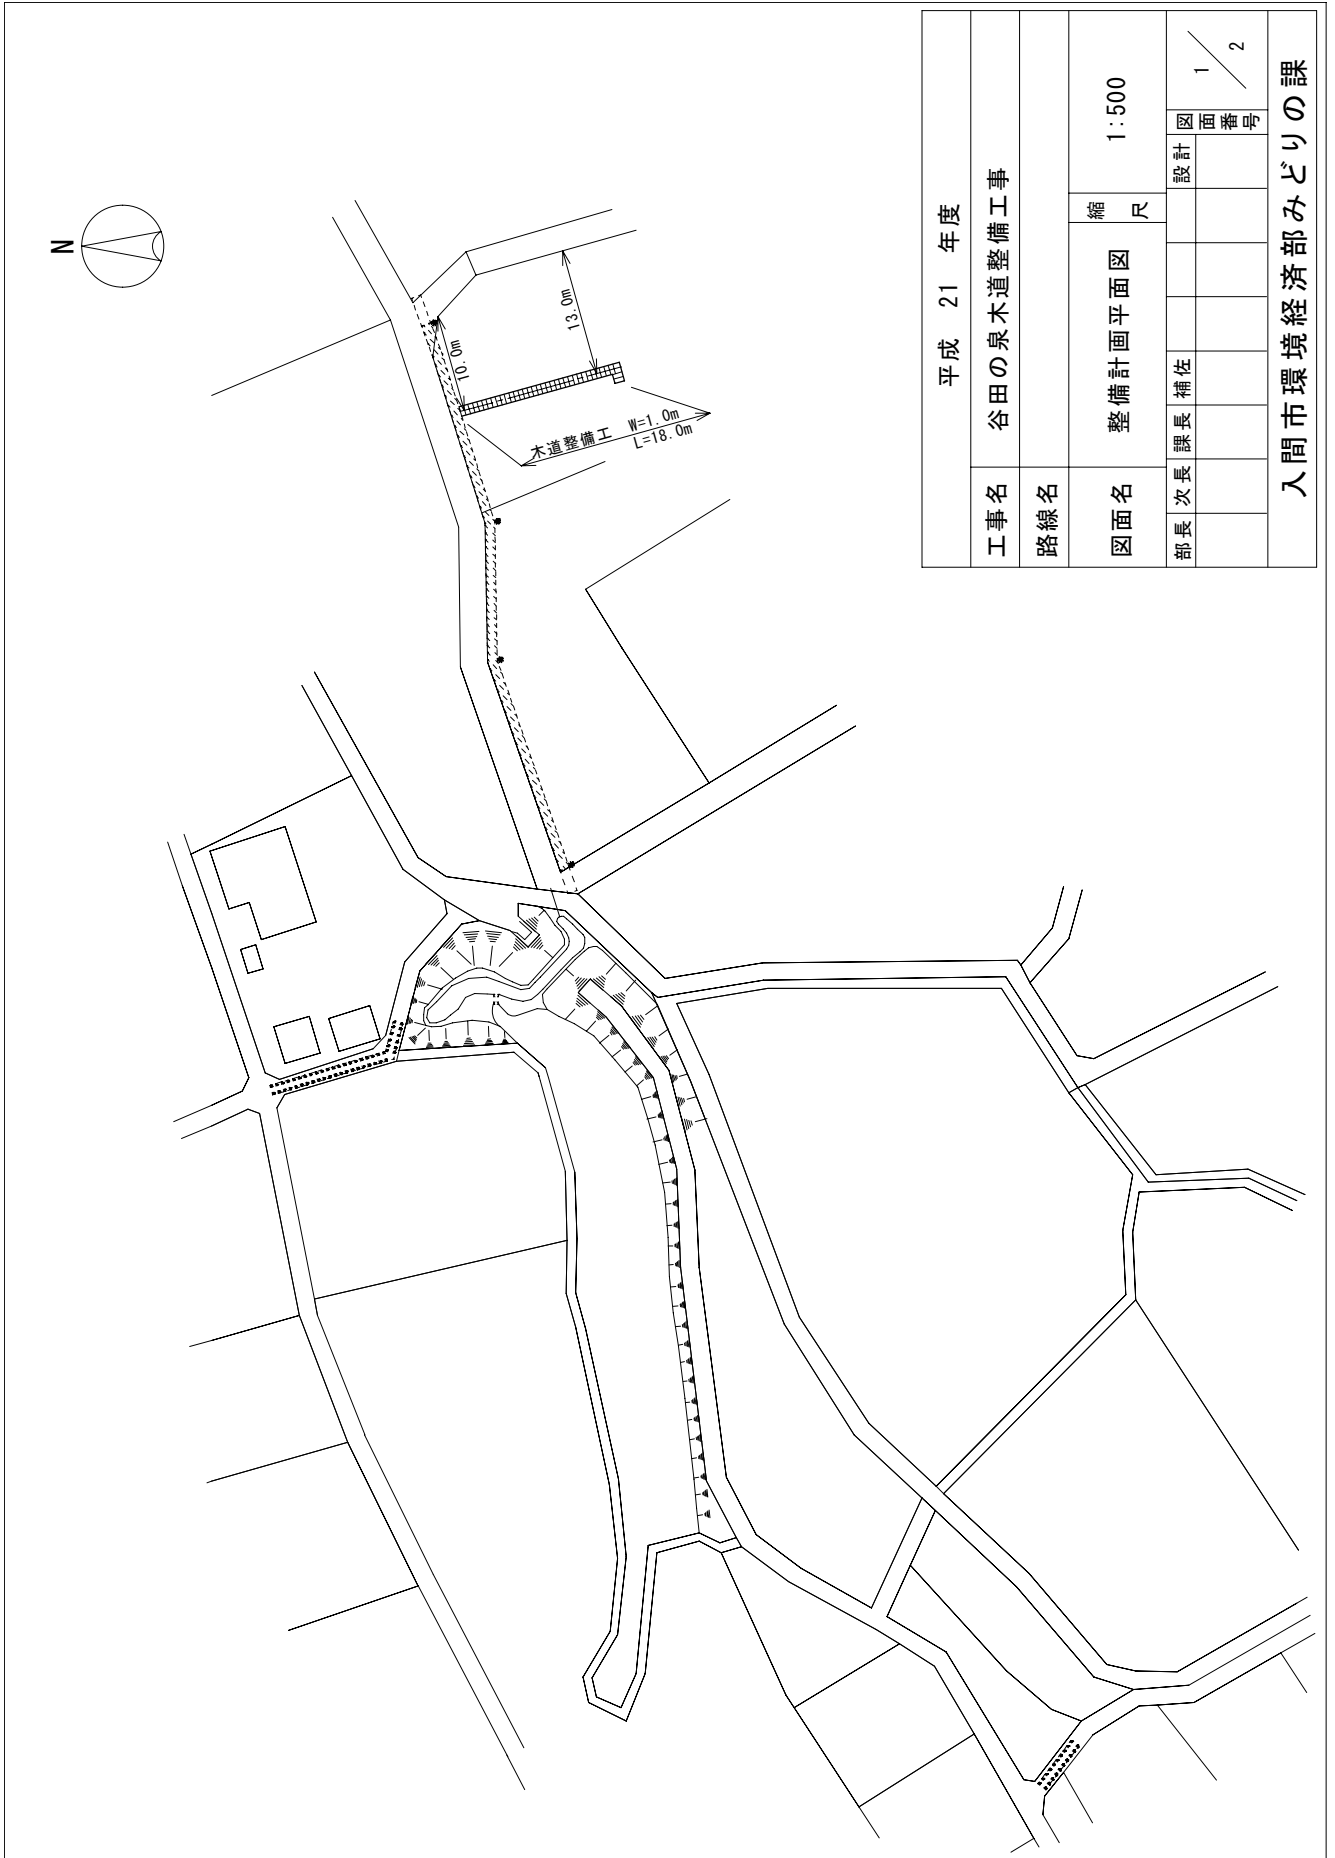 N
10.0m
13.0m
木道整備工 W=1.0m
L=18.0m
平成 21 年度
工事名 谷田の泉木道整備工事
路線名
図面名 整備計画平面図 縮尺 1:500
部長 次長 課長 補佐 設計 図面番号 1/2
入間市環境経済部みどりの課